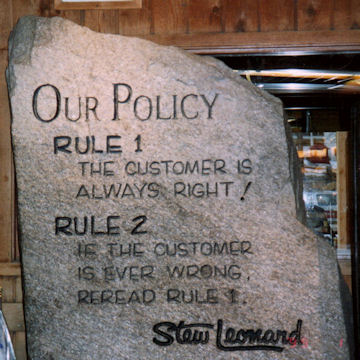 OUR POLICY
RULE 1
THE CUSTOMER IS
ALWAYS RIGHT!
RULE 2
IF THE CUSTOMER
IS EVER WRONG,
REREAD RULE 1.
Stew Leonard